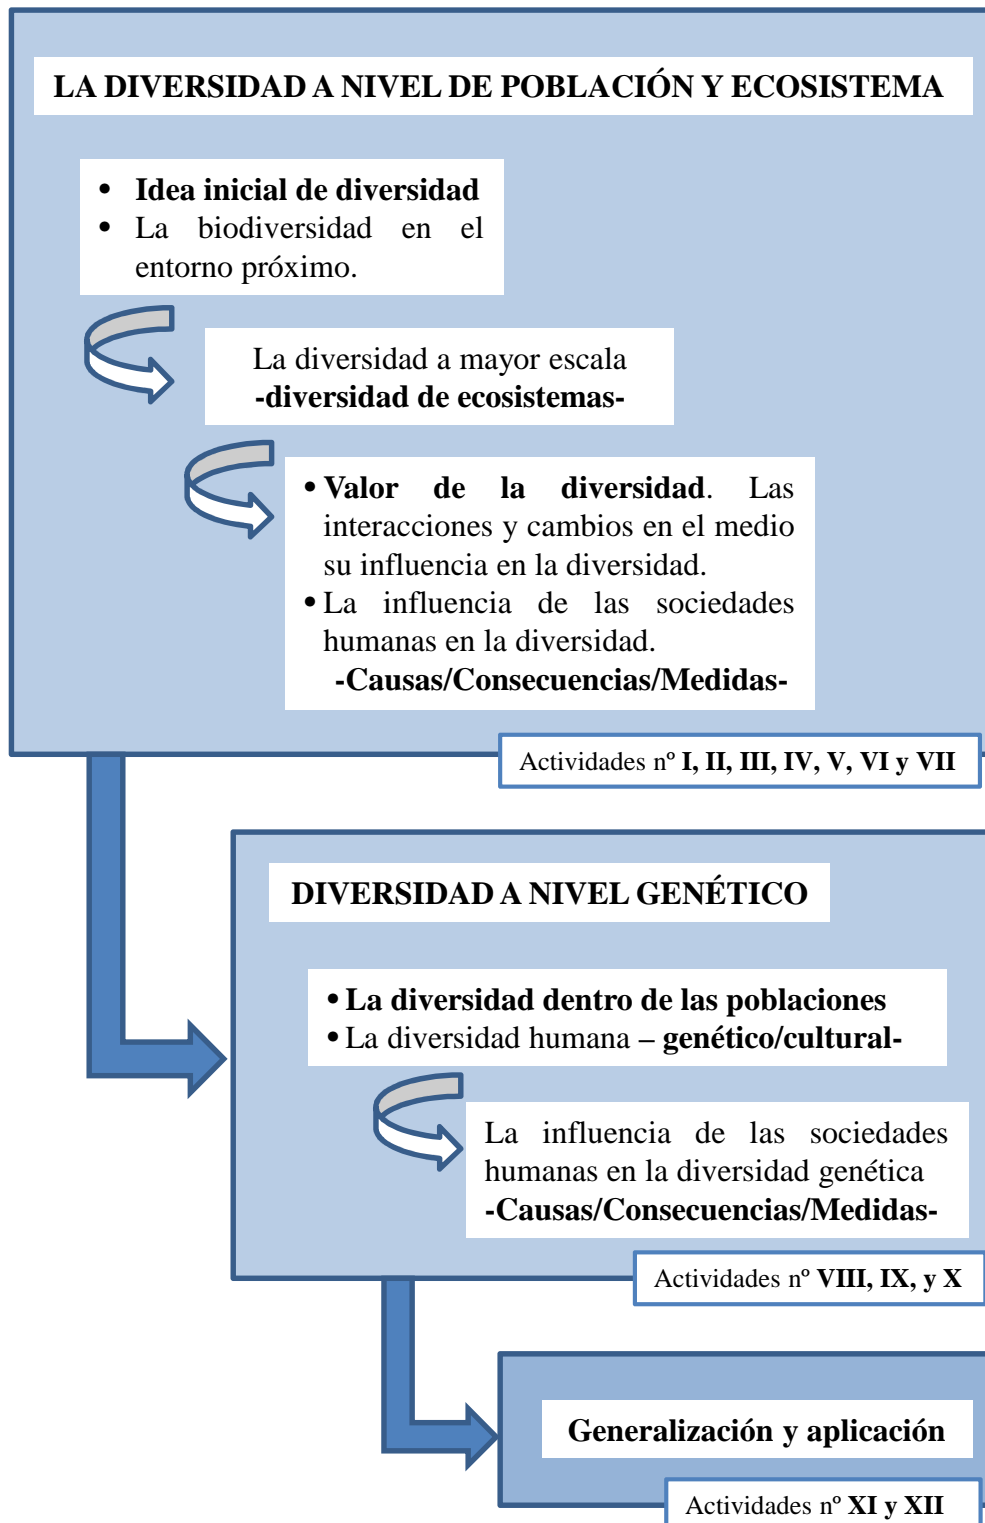 LA DIVERSIDAD A NIVEL DE POBLACIÓN Y ECOSISTEMA
• Idea inicial de diversidad
• La biodiversidad en el
entorno próximo.
La diversidad a mayor escala
-diversidad de ecosistemas-
• Valor de la diversidad. Las
interacciones y cambios en el medio
su influencia en la diversidad.
• La influencia de las sociedades
humanas en la diversidad.
-Causas/Consecuencias/Medidas-
Actividades nº I, II, III, IV, V, VI y VII
DIVERSIDAD A NIVEL GENÉTICO
• La diversidad dentro de las poblaciones
• La diversidad humana – genético/cultural-
La influencia de las sociedades
humanas en la diversidad genética
-Causas/Consecuencias/Medidas-
Actividades nº VIII, IX, y X
Generalización y aplicación
Actividades nº XI y XII